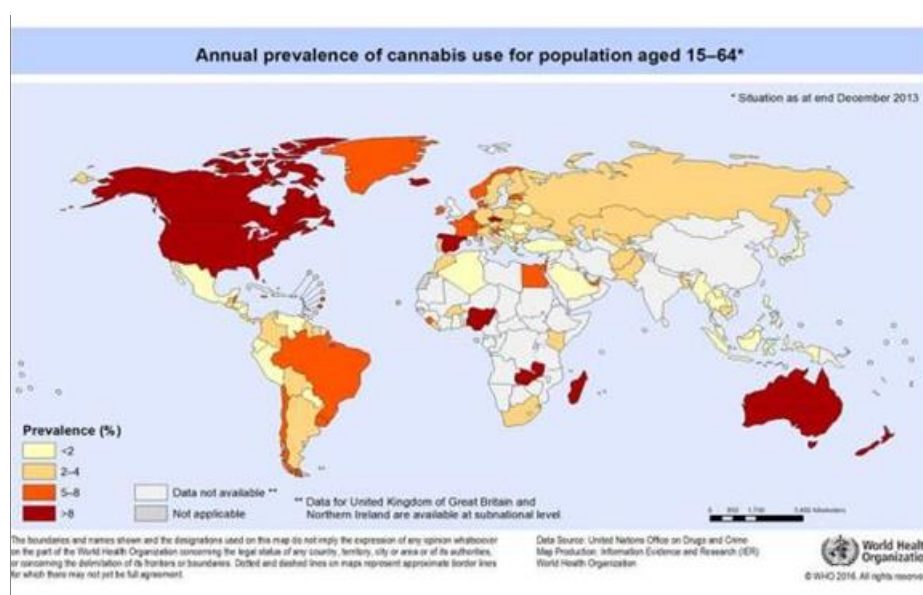 Annual prevalence of cannabis use for population aged 15–64*
* Situation as at end December 2013
Prevalence (%)
<2
2–4
5–8
>8
Data not available **
Not applicable
** Data for United Kingdom of Great Britain and
Northern Ireland are available at subnational level
The boundaries and names shown and the designations used on this map do not imply the expression of any opinion whatsoever
on the part of the World Health Organization concerning the legal status of any country, territory, city or area or of its authorities,
or concerning the delimitation of its frontiers or boundaries. Dotted and dashed lines on maps represent approximate border lines
for which there may not yet be full agreement.
Data Source: United Nations Office on Drugs and Crime
Map Production: Information Evidence and Research (IER)
World Health Organization
World Healt
Organizatio
© WHO 2016. All rights reserve